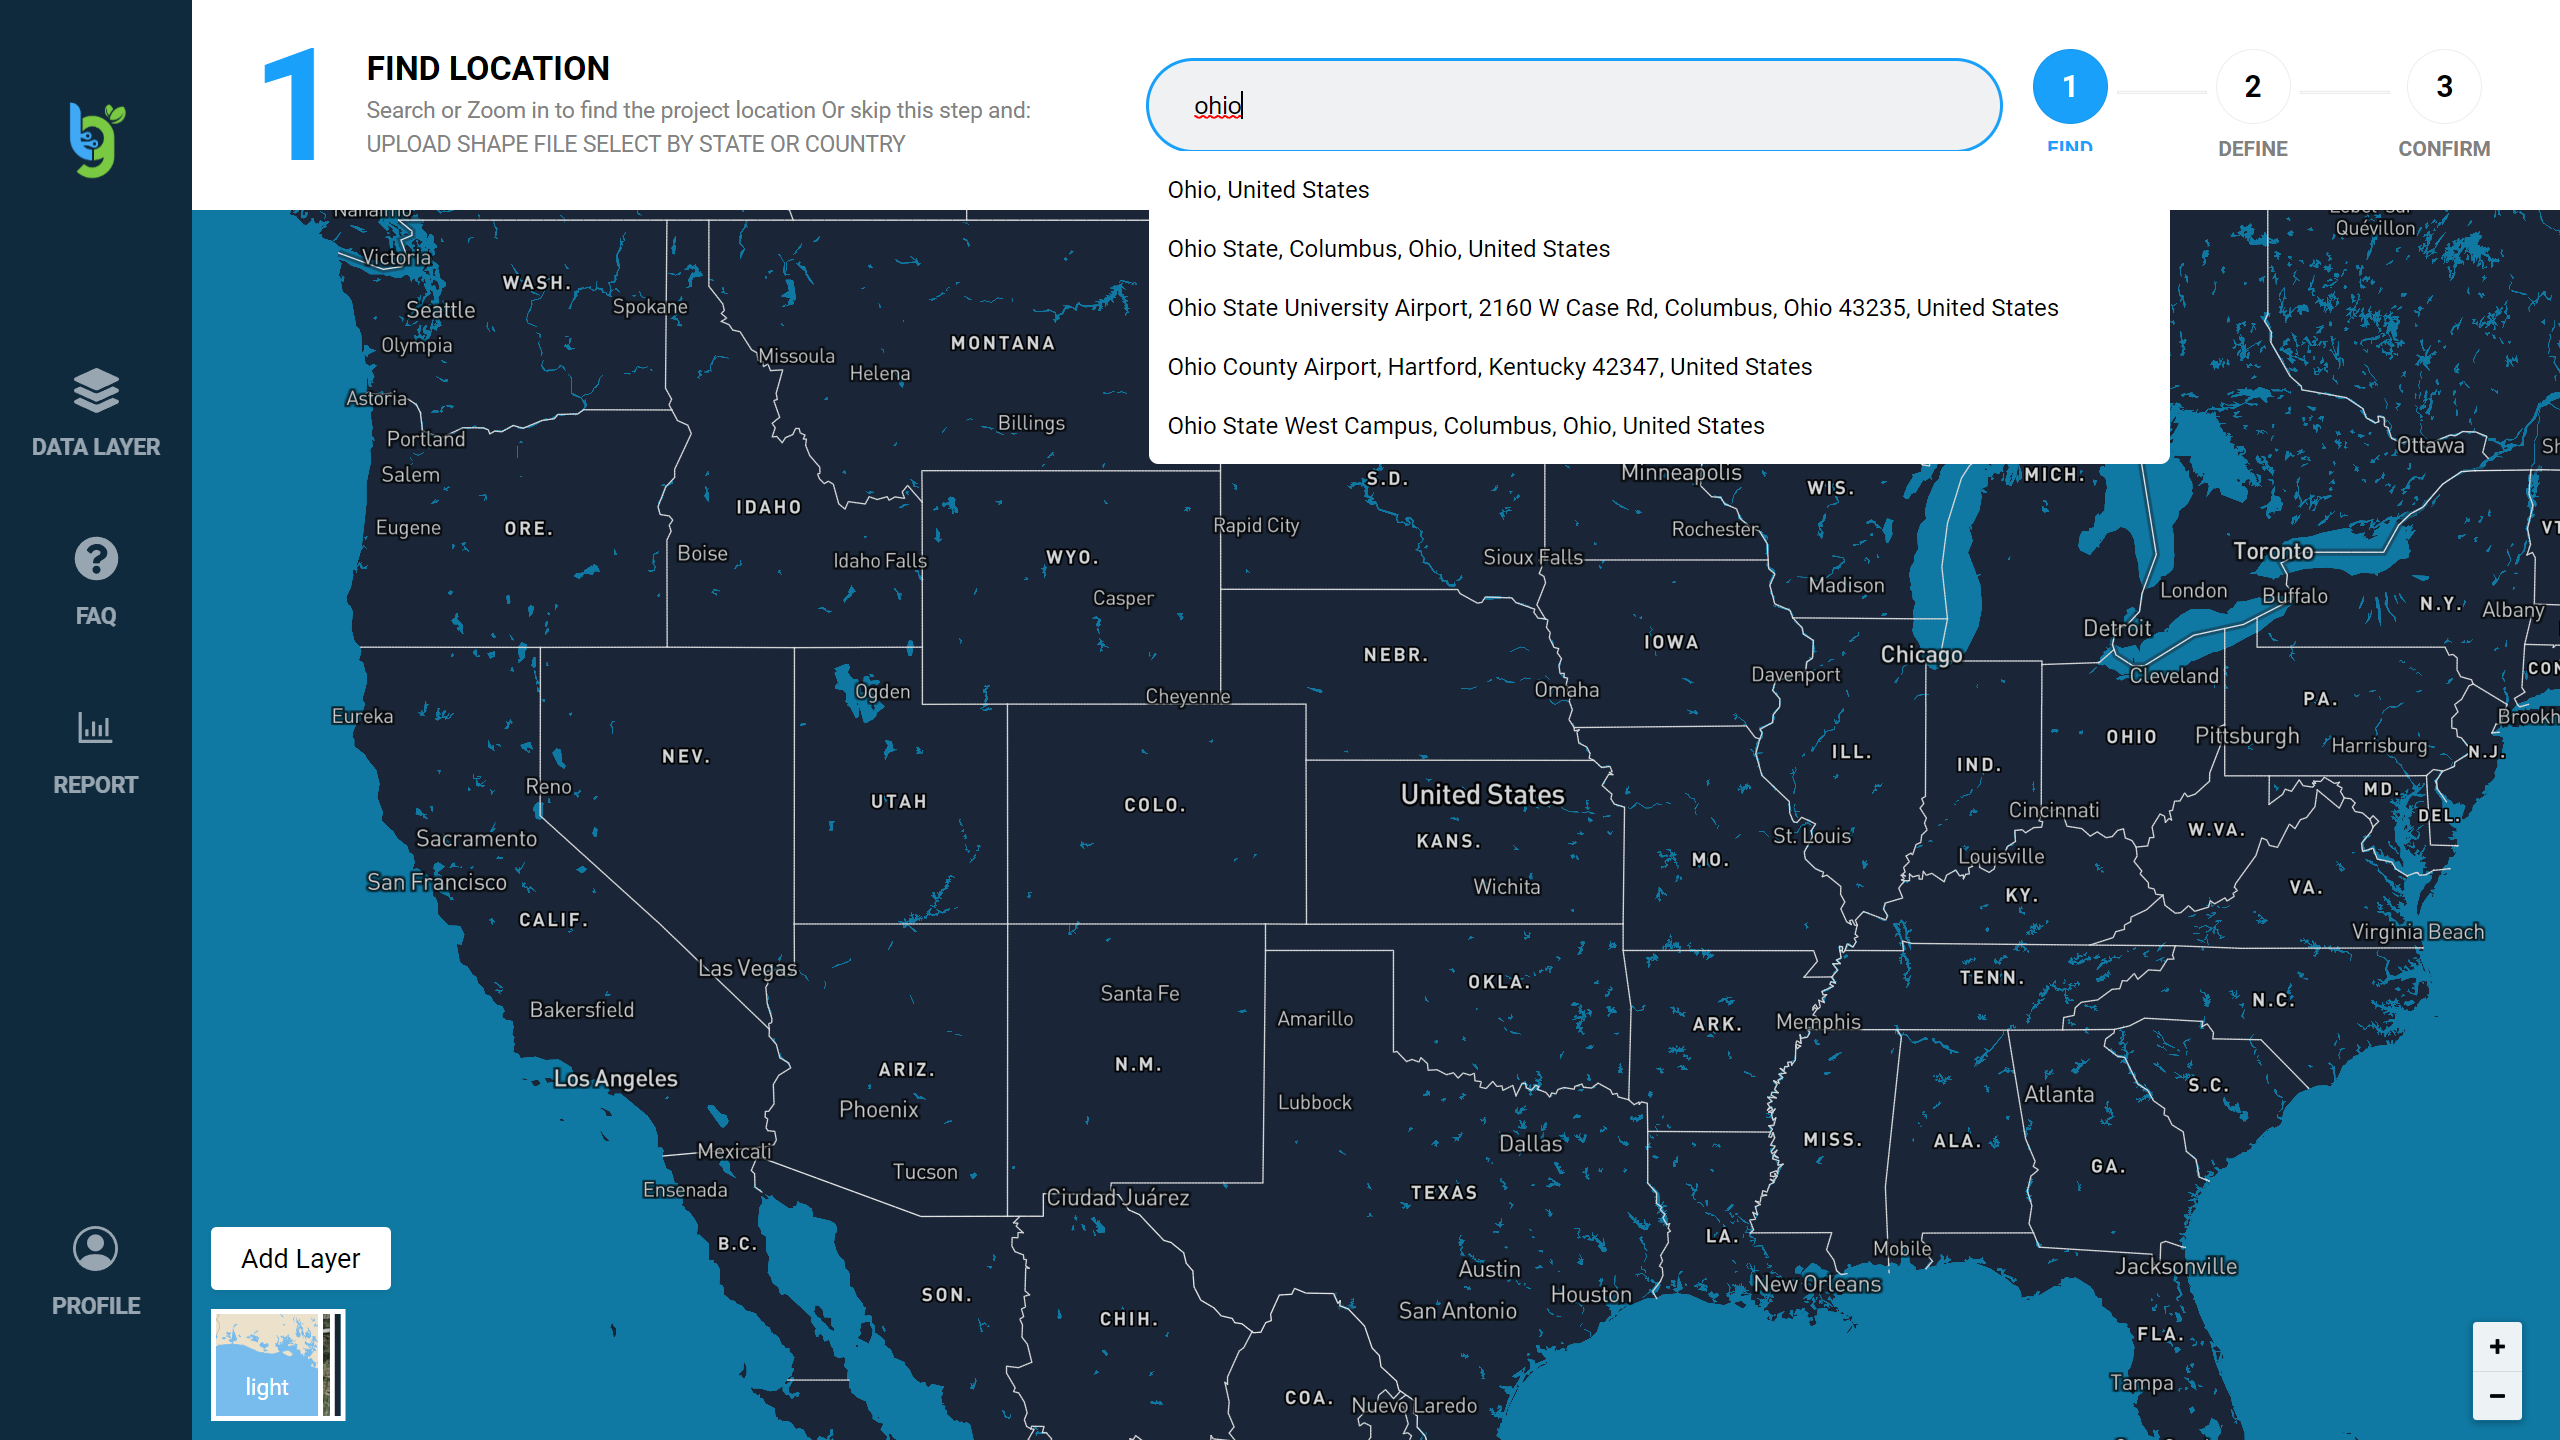 1
FIND LOCATION
Search or Zoom in to find the project location Or skip this step and:
UPLOAD SHAPE FILE SELECT BY STATE OR COUNTRY
ohio
1
FIND
2
DEFINE
3
CONFIRM
Ohio, United States
Ohio State, Columbus, Ohio, United States
Ohio State University Airport, 2160 W Case Rd, Columbus, Ohio 43235, United States
Ohio County Airport, Hartford, Kentucky 42347, United States
Ohio State West Campus, Columbus, Ohio, United States
DATA LAYER
FAQ
REPORT
PROFILE
Nanaimo
Victoria
WASH.
Seattle
Spokane
Olympia
Astoria
Portland
Salem
Eugene
ORE.
Missoula
MONTANA
Helena
Billings
IDAHO
Boise
Idaho Falls
WYO.
Casper
Cheyenne
S.D.
Rapid City
Sioux Falls
Minneapolis
Rochester
WIS.
Madison
MICH.
Quévillon
Ottawa
Toronto
London
Buffalo
N.Y.
Albany
Detroit
Cleveland
Chicago
IOWA
Davenport
NEBR.
Omaha
Ogden
Eureka
NEV.
Reno
UTAH
COLO.
United States
KANS.
Wichita
MO.
St. Louis
ILL.
IND.
OHIO
Pittsburgh
PA.
Harrisburg
N.J.
MD.
DEL.
Cincinnati
W.VA.
Louisville
KY.
VA.
Virginia Beach
Sacramento
San Francisco
CALIF.
Las Vegas
Bakersfield
Los Angeles
ARIZ.
Phoenix
Tucson
Santa Fe
N.M.
Amarillo
Lubbock
OKLA.
ARK.
Memphis
TENN.
N.C.
S.C.
Atlanta
GA.
ALA.
MISS.
Dallas
TEXAS
LA.
Mexicali
Ensenada
B.C.
Ciudad Juárez
SON.
CHIH.
COA.
Nuevo Laredo
Austin
San Antonio
Houston
New Orleans
Mobile
Jacksonville
FLA.
Tampa
Add Layer
light
+
−